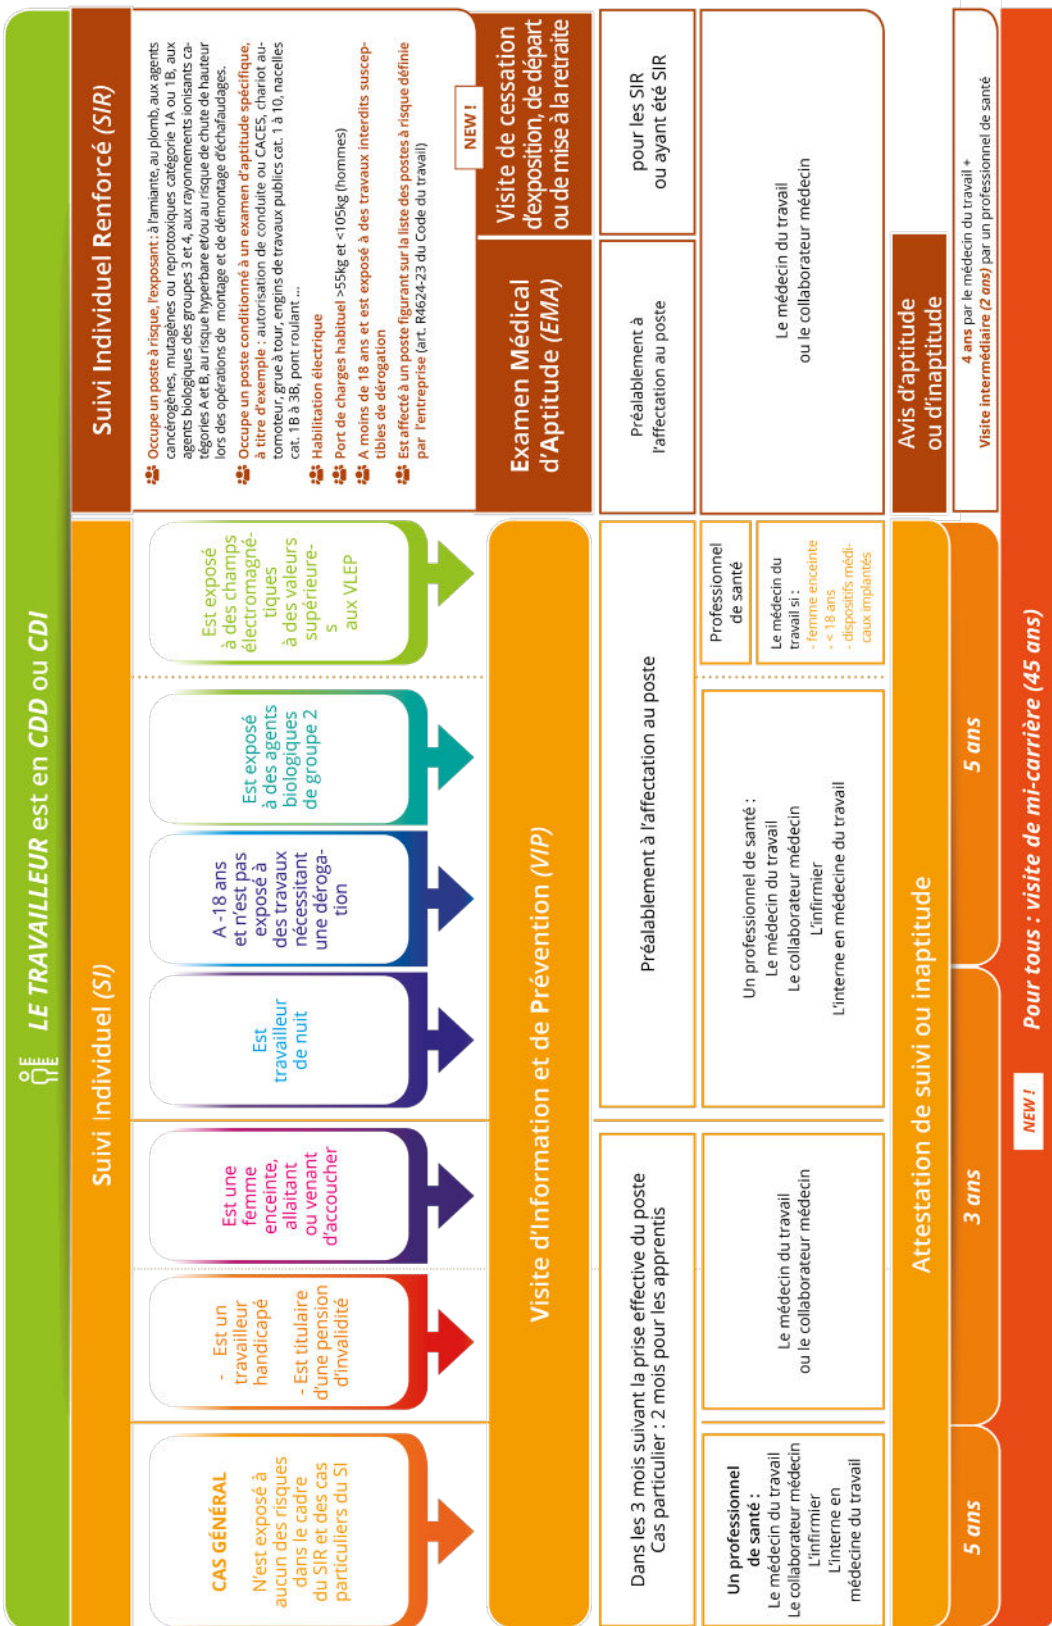 LE TRAVAILLEUR est en CDD ou CDI
Suivi Individuel (SI)
Suivi Individuel Renforcé (SIR)
CAS GÉNÉRAL
N'est exposé à
aucun des risques
dans le cadre
du SIR et des cas
particuliers du SI
- Est un
travailleur
handicapé
- Est titulaire
d'une pension
d'invalidité
Est une
femme
enceinte,
allaitant
ou venant
d'accoucher
Est
travailleur
de nuit
A -18 ans
et n'est pas
exposé à
des travaux
nécessitant
une déroga-
tion
Est exposé
à des agents
biologiques
de groupe 2
Est exposé
à des champs
électromagné-
tiques
à des valeurs
supérieure-
s
aux VLEP
Occupe un poste à risque, l'exposant : à l'amiante, au plomb, aux agents
cancérogènes, mutagènes ou reprotoxiques catégorie 1A ou 1B, aux
agents biologiques des groupes 3 et 4, aux rayonnements ionisants ca-
tégories A et B, au risque hyperbare et/ou au risque de chute de hauteur
lors des opérations de montage et de démontage d'échafaudages.
Occupe un poste conditionné à un examen d'aptitude spécifique,
à titre d'exemple : autorisation de conduite ou CACES, chariot au-
tomoteur, grue à tour, engins de travaux publics cat. 1 à 10, nacelles
cat. 1B à 3B, pont roulant ...
Habilitation électrique
Port de charges habituel >55kg et <105kg (hommes)
A moins de 18 ans et est exposé à des travaux interdits suscep-
tibles de dérogation
Est affecté à un poste figurant sur la liste des postes à risque définie
par l'entreprise (art. R4624-23 du Code du travail)
NEW !
Visite d'Information et de Prévention (VIP)
Examen Médical
d'Aptitude (EMA)
Visite de cessation
d'exposition, de départ
ou de mise à la retraite
Dans les 3 mois suivant la prise effective du poste
Cas particulier : 2 mois pour les apprentis
Préalablement à l'affectation au poste
Préalablement à
l'affectation au poste
pour les SIR
ou ayant été SIR
Un professionnel
de santé :
Le médecin du travail
Le collaborateur médecin
L'infirmier
L'interne en
médecine du travail
Le médecin du travail
ou le collaborateur médecin
Un professionnel de santé :
Le médecin du travail
Le collaborateur médecin
L'infirmier
L'interne en médecine du travail
Professionnel
de santé
Le médecin du
travail si :
- femme enceinte
- < 18 ans
- dispositifs médi-
caux implantés
Le médecin du travail
ou le collaborateur médecin
Attestation de suivi ou inaptitude
Avis d'aptitude
ou d'inaptitude
5 ans
3 ans
5 ans
4 ans par le médecin du travail +
Visite intermédiaire (2 ans) par un professionnel de santé
NEW !
Pour tous : visite de mi-carrière (45 ans)